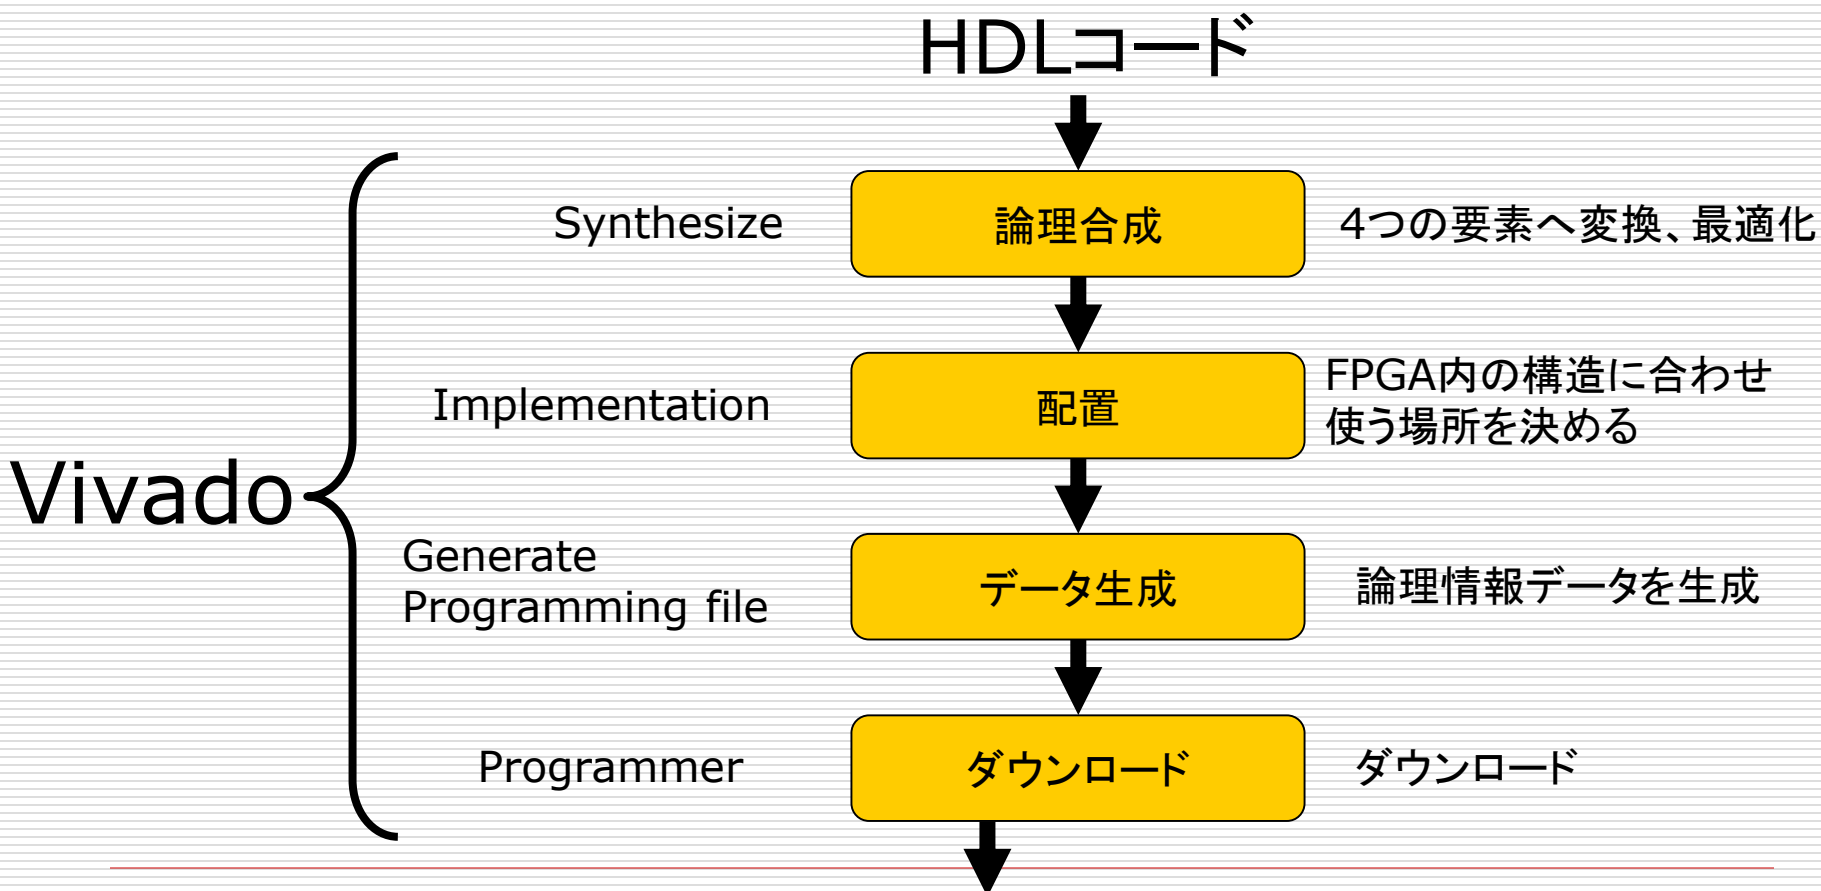 HDLコード
Synthesize
論理合成
4つの要素へ変換、最適化
Implementation
配置
FPGA内の構造に合わせ
使う場所を決める
Vivado
Generate
Programming file
データ生成
論理情報データを生成
Programmer
ダウンロード
ダウンロード